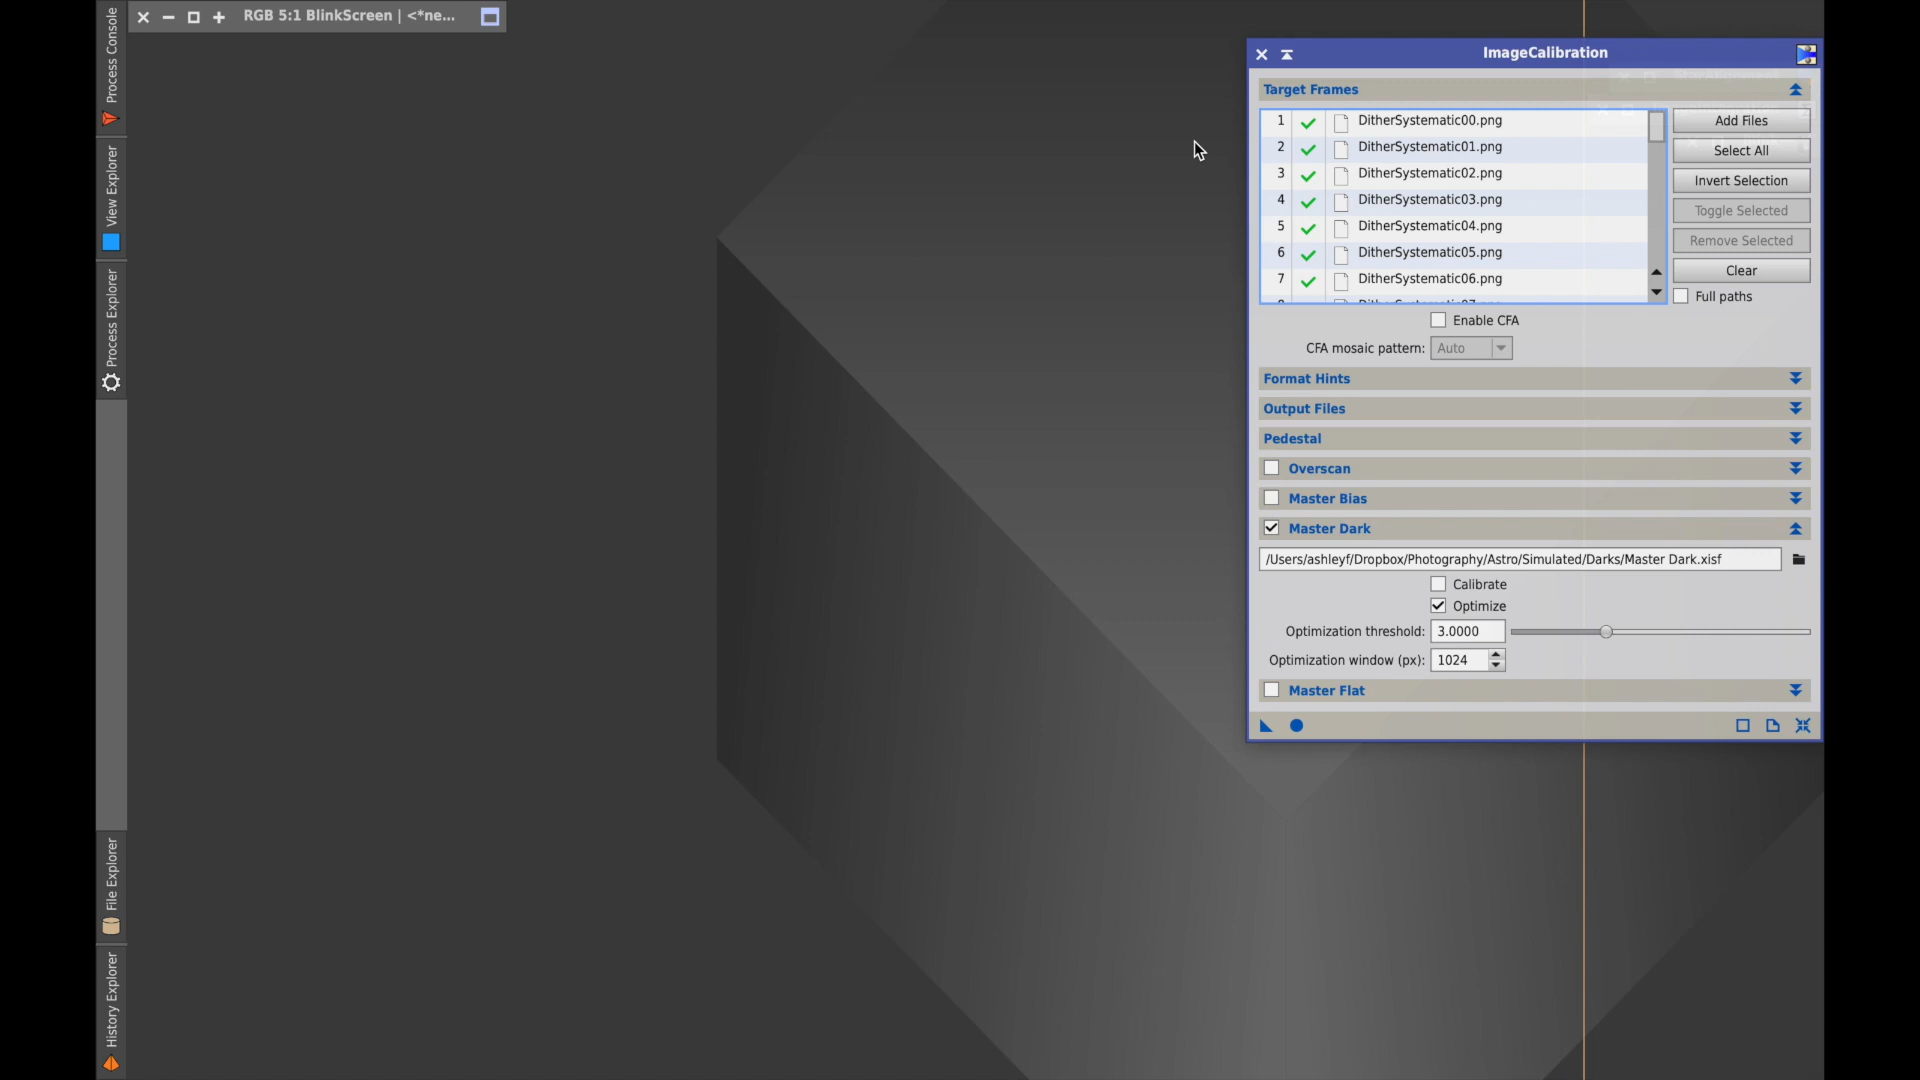 RGB 5:1 BlinkScreen | <*ne...
Process Console
View Explorer
Process Explorer
File Explorer
History Explorer
ImageCalibration
Target Frames
1 DitherSystematic00.png
2 DitherSystematic01.png
3 DitherSystematic02.png
4 DitherSystematic03.png
5 DitherSystematic04.png
6 DitherSystematic05.png
7 DitherSystematic06.png
Add Files
Select All
Invert Selection
Toggle Selected
Remove Selected
Clear
Full paths
Enable CFA
CFA mosaic pattern: Auto
Format Hints
Output Files
Pedestal
Overscan
Master Bias
Master Dark
/Users/ashleyf/Dropbox/Photography/Astro/Simulated/Darks/Master Dark.xisf
Calibrate
Optimize
Optimization threshold: 3.0000
Optimization window (px): 1024
Master Flat